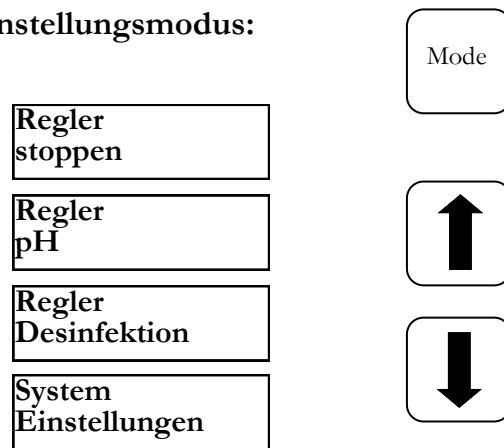 nstellungsmodus:
Mode
Regler
stoppen
Regler
pH
Regler
Desinfektion
System
Einstellungen